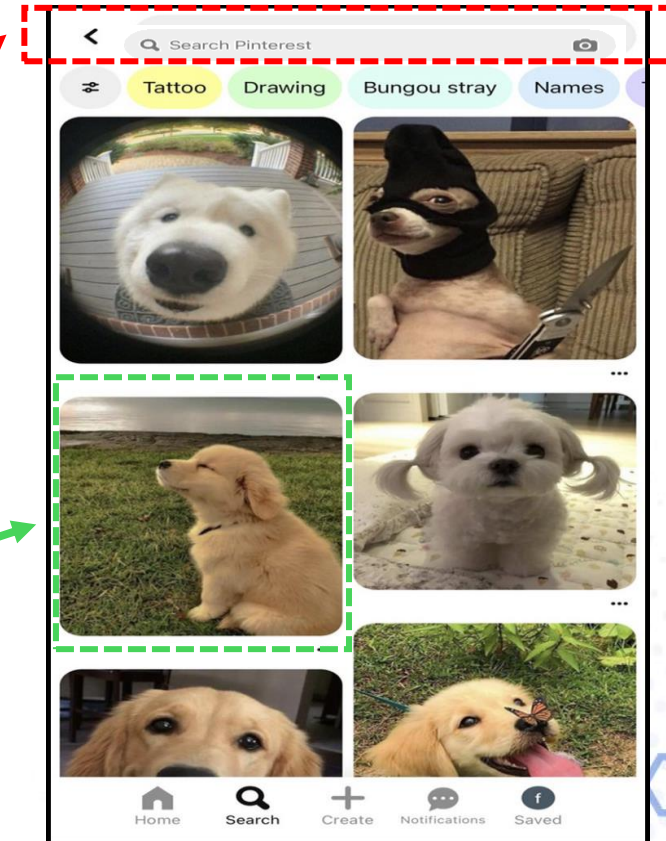 Search Pinterest
Tattoo Drawing Bungou stray Names
Home Search Create Notifications Saved
f